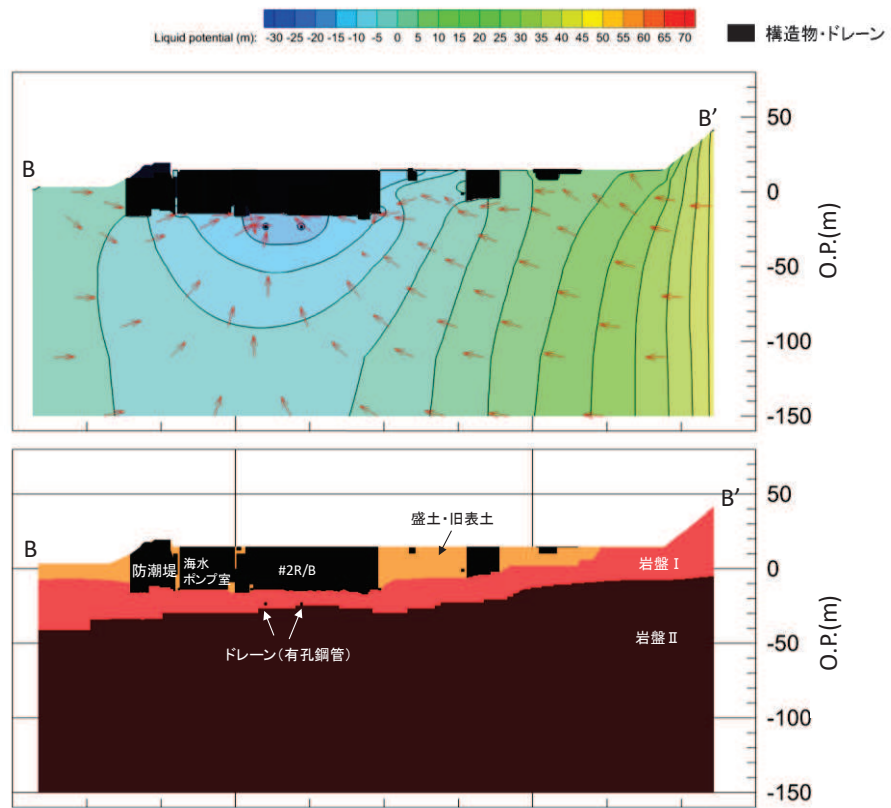 Liquid potential (m): -30 -25 -20 -15 -10 -5 0 5 10 15 20 25 30 35 40 45 50 55 60 65 70
構造物・ドレーン
B
B’
50
0
-50
-100
-150
O.P.(m)
B
B’
盛土・旧表土
防潮堤
海水
ポンプ室
#2R/B
岩盤Ⅰ
ドレーン(有孔鋼管)
岩盤Ⅱ
50
0
-50
-100
-150
O.P.(m)